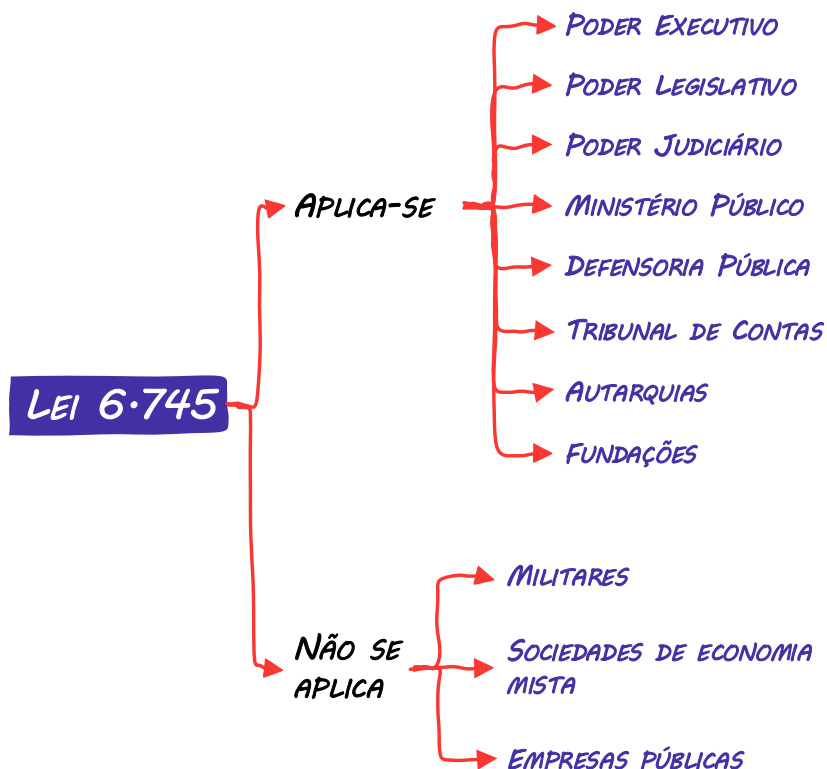 Lei 6.745
Aplica-se
Poder Executivo
Poder Legislativo
Poder Judiciário
Ministério Público
Defensoria Pública
Tribunal de Contas
Autarquias
Fundações
Não se
aplica
Militares
Sociedades de economia
mista
Empresas públicas